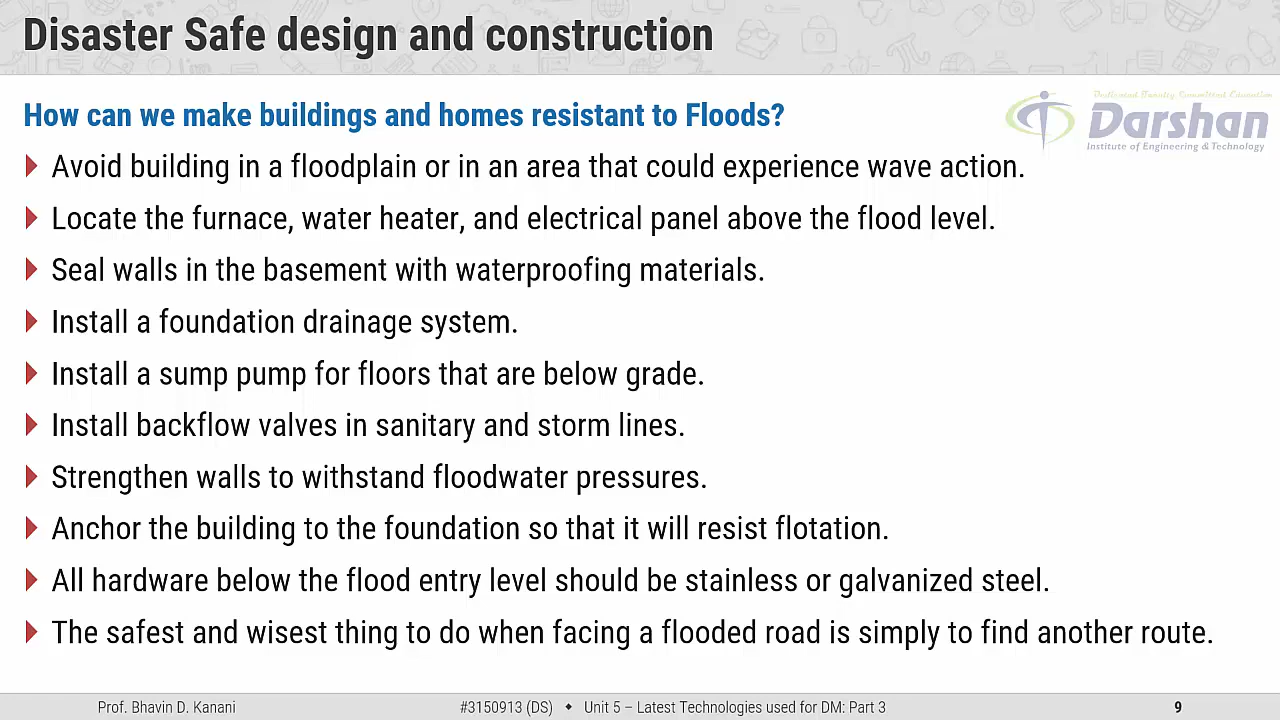 Disaster Safe design and construction
How can we make buildings and homes resistant to Floods?
Dedicated Faculty Committed Education
Darshan
Institute of Engineering & Technology
Avoid building in a floodplain or in an area that could experience wave action.
Locate the furnace, water heater, and electrical panel above the flood level.
Seal walls in the basement with waterproofing materials.
Install a foundation drainage system.
Install a sump pump for floors that are below grade.
Install backflow valves in sanitary and storm lines.
Strengthen walls to withstand floodwater pressures.
Anchor the building to the foundation so that it will resist flotation.
All hardware below the flood entry level should be stainless or galvanized steel.
The safest and wisest thing to do when facing a flooded road is simply to find another route.
Prof. Bhavin D. Kanani #3150913 (DS) ◆ Unit 5 – Latest Technologies used for DM: Part 3 9